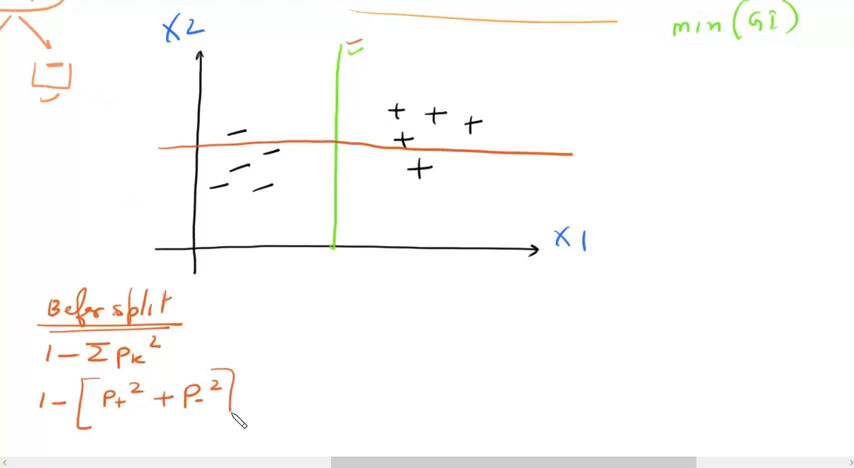 X2
min (GI)
X1
Befor split
1 - Σ Pk²
1 - [P+² + P-²]